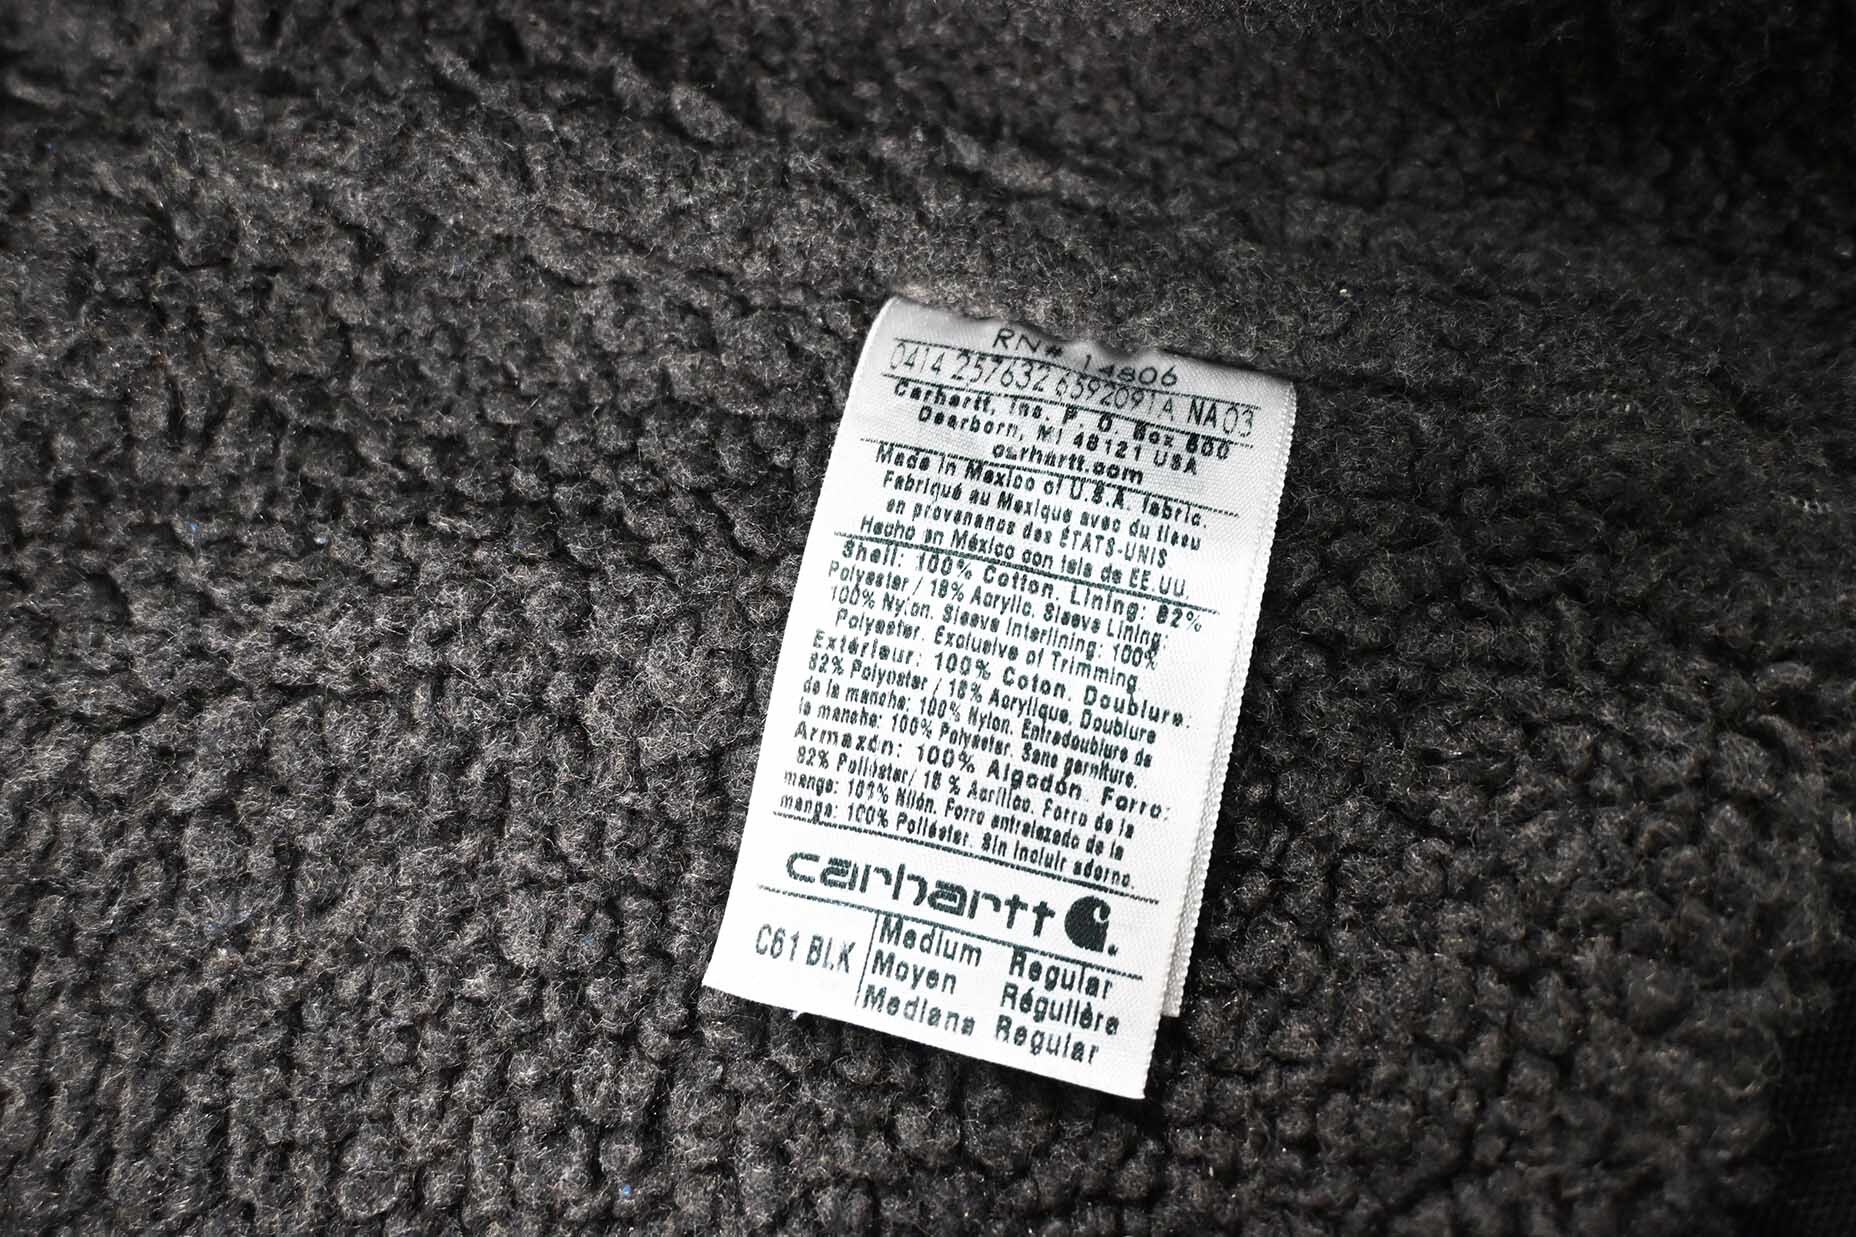 RN# 14806
0414 257632 6592091A NA 03
Carhartt, Inc. P. O. Box 600
Dearborn, MI 48121 USA
carhartt.com
Made in Mexico of U.S.A. fabric.
Fabriqué au Mexique avec du tissu
en provenance des ÉTATS-UNIS
Hecho en México con tela de EE.UU.
Shell: 100% Cotton. Lining: 82%
Polyester / 18% Acrylic. Sleeve Lining:
100% Nylon. Sleeve Interlining: 100%
Polyester. Exclusive of Trimming
Extérieur: 100% Coton. Doublure:
82% Polyester / 18% Acrylique. Doublure
de la manche: 100% Nylon. Entredoublure de
la manche: 100% Polyester. Sans garniture.
Armazón: 100% Algodón. Forro:
82% Poliéster/ 18 % Acrílico. Forro de la
manga: 100% Nilón. Forro entrelazado de la
manga: 100% Poliéster. Sin incluir adorno.
carhartt
C61 BLK
Medium Regular
Moyen Régulière
Mediana Regular